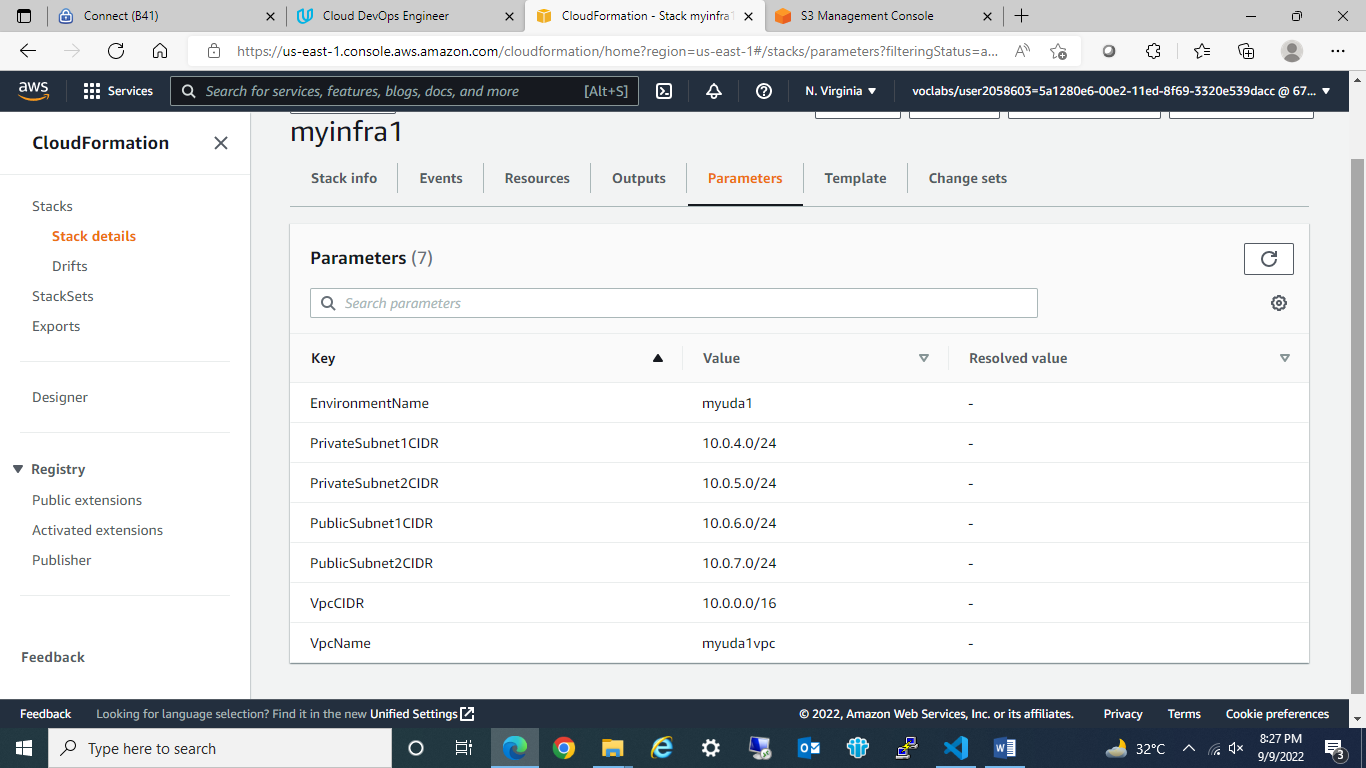 Connect (B41)
Cloud DevOps Engineer
CloudFormation - Stack myinfra1
S3 Management Console
https://us-east-1.console.aws.amazon.com/cloudformation/home?region=us-east-1#/stacks/parameters?filteringStatus=a...
aws
Services
Search for services, features, blogs, docs, and more
[Alt+S]
N. Virginia
voclabs/user2058603=5a1280e6-00e2-11ed-8f69-3320e539dacc @ 67...
CloudFormation
Stacks
Stack details
Drifts
StackSets
Exports
Designer
Registry
Public extensions
Activated extensions
Publisher
Feedback
myinfra1
Stack info
Events
Resources
Outputs
Parameters
Template
Change sets
Parameters (7)
Search parameters
Key Value Resolved value
EnvironmentName myuda1 -
PrivateSubnet1CIDR 10.0.4.0/24 -
PrivateSubnet2CIDR 10.0.5.0/24 -
PublicSubnet1CIDR 10.0.6.0/24 -
PublicSubnet2CIDR 10.0.7.0/24 -
VpcCIDR 10.0.0.0/16 -
VpcName myuda1vpc -
Feedback
Looking for language selection? Find it in the new Unified Settings
© 2022, Amazon Web Services, Inc. or its affiliates.
Privacy
Terms
Cookie preferences
Type here to search
32°C
8:27 PM
9/9/2022
3